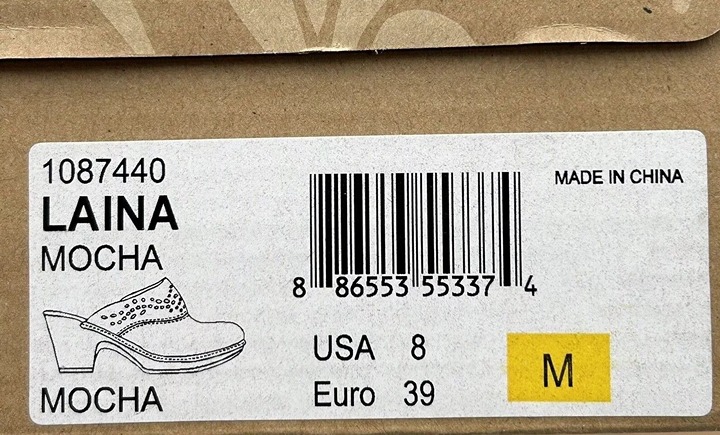 1087440
LAINA
MOCHA
MADE IN CHINA
8 86553 55337 4
USA 8
Euro 39
M
MOCHA